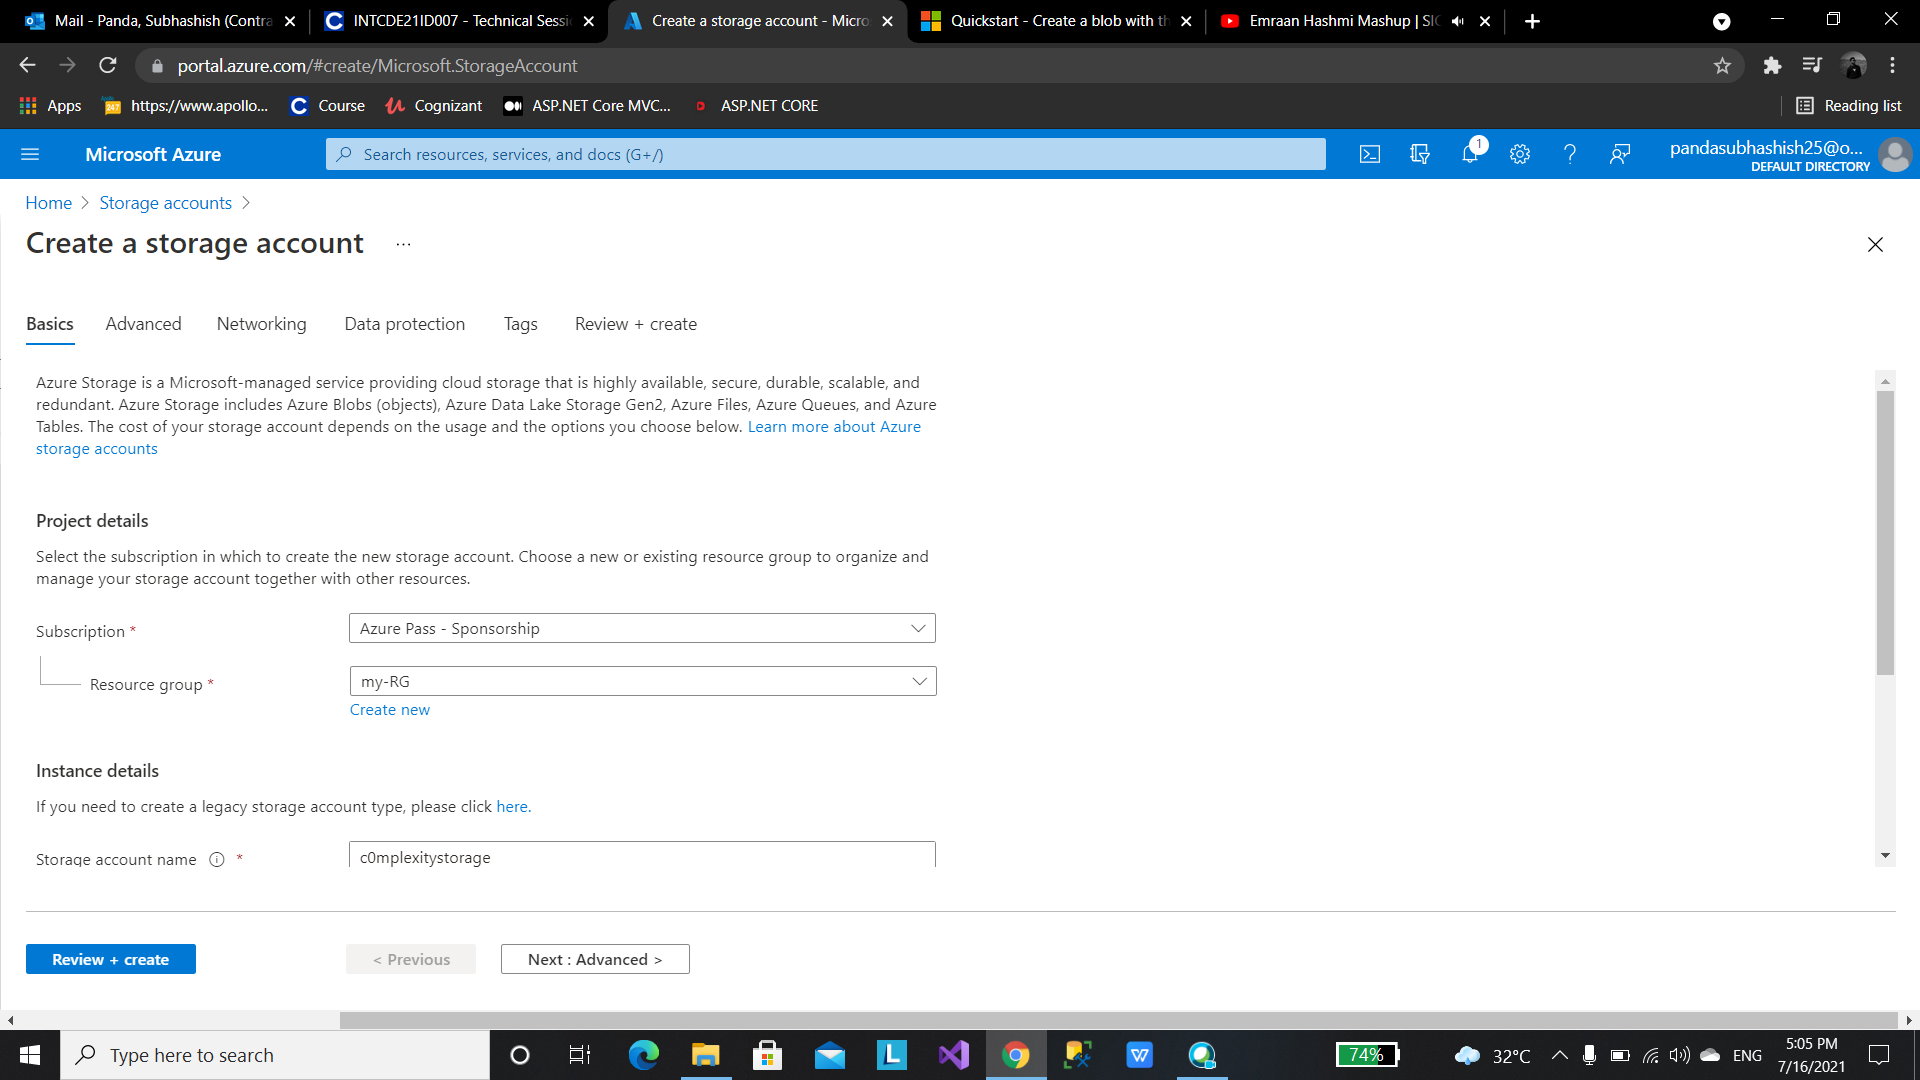 Mail - Panda, Subhashish (Contra
INTCDE21ID007 - Technical Sessi
Create a storage account - Micro
Quickstart - Create a blob with th
Emraan Hashmi Mashup | SIC
portal.azure.com/#create/Microsoft.StorageAccount
Apps
https://www.apollo...
Course
Cognizant
ASP.NET Core MVC...
ASP.NET CORE
Reading list
Microsoft Azure
Search resources, services, and docs (G+/)
1
pandasubhashish25@o...
DEFAULT DIRECTORY
Home > Storage accounts >
Create a storage account ...
Basics
Advanced
Networking
Data protection
Tags
Review + create
Azure Storage is a Microsoft-managed service providing cloud storage that is highly available, secure, durable, scalable, and
redundant. Azure Storage includes Azure Blobs (objects), Azure Data Lake Storage Gen2, Azure Files, Azure Queues, and Azure
Tables. The cost of your storage account depends on the usage and the options you choose below. Learn more about Azure
storage accounts
Project details
Select the subscription in which to create the new storage account. Choose a new or existing resource group to organize and
manage your storage account together with other resources.
Subscription *
Azure Pass - Sponsorship
Resource group *
my-RG
Create new
Instance details
If you need to create a legacy storage account type, please click here.
Storage account name *
c0mplexitystorage
Review + create
< Previous
Next : Advanced >
Type here to search
74%
32°C
ENG
5:05 PM
7/16/2021